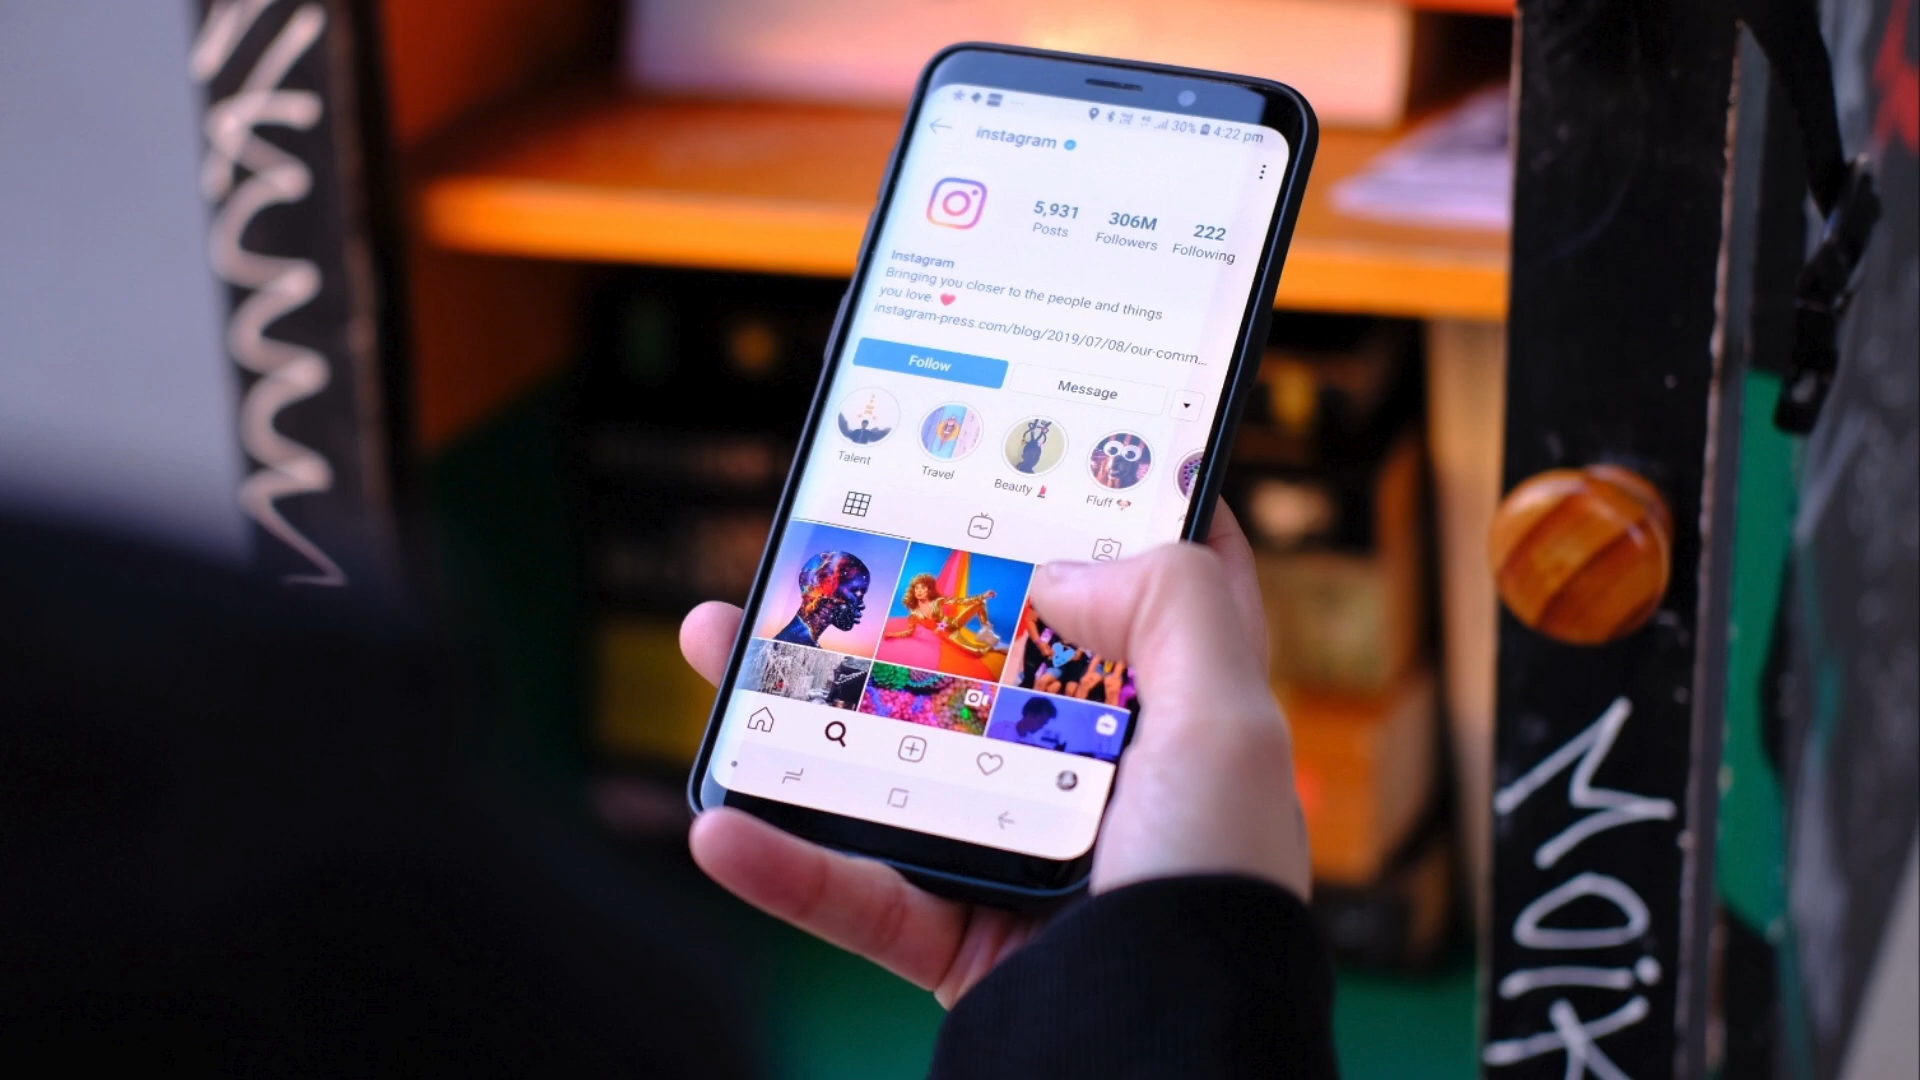 30% 4:22 pm
instagram
5,931 306M 222
Posts Followers Following
Instagram
Bringing you closer to the people and things
you love. ❤️
instagram-press.com/blog/2019/07/08/our-comm...
Follow Message
Talent Travel Beauty 💄 Fluff